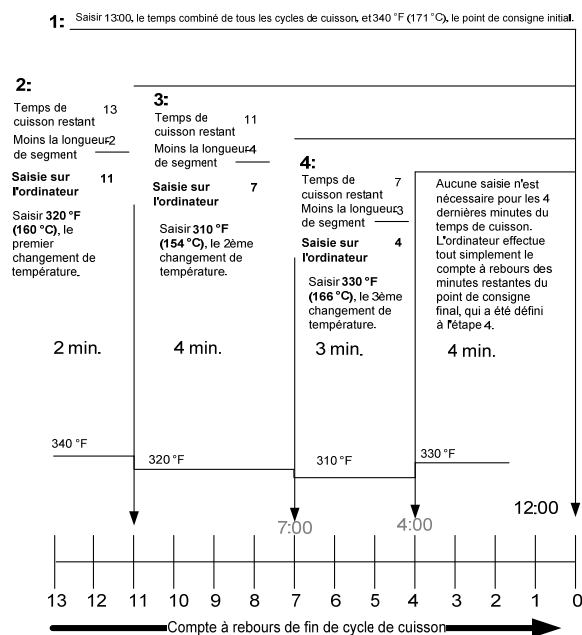 1: Saisir 13:00, le temps combiné de tous les cycles de cuisson, et 340 °F (171 °C), le point de consigne initial.
2:
Temps de
cuisson restant 13
Moins la longueur -2
de segment
Saisie sur 11
l'ordinateur
Saisir 320 °F
(160 °C), le
premier
changement de
température.
2 min.
3:
Temps de 11
cuisson restant
Moins la longueur -4
de segment
Saisie sur 7
l'ordinateur
Saisir 310 °F
(154 °C), le 2ème
changement de
température.
4 min.
4:
Temps de 7
cuisson restant
Moins la longueur -3
de segment
Saisie sur 4
l'ordinateur
Saisir 330 °F
(166 °C), le 3ème
changement de
température.
3 min.
Aucune saisie n'est
nécessaire pour les 4
dernières minutes du
temps de cuisson.
L'ordinateur effectue
tout simplement le
compte à rebours des
minutes restantes du
point de consigne
final, qui a été défini
à l'étape 4.
4 min.
340 °F
320 °F
310 °F
330 °F
7:00
4:00
12:00
13 12 11 10 9 8 7 6 5 4 3 2 1 0
Compte à rebours de fin de cycle de cuisson